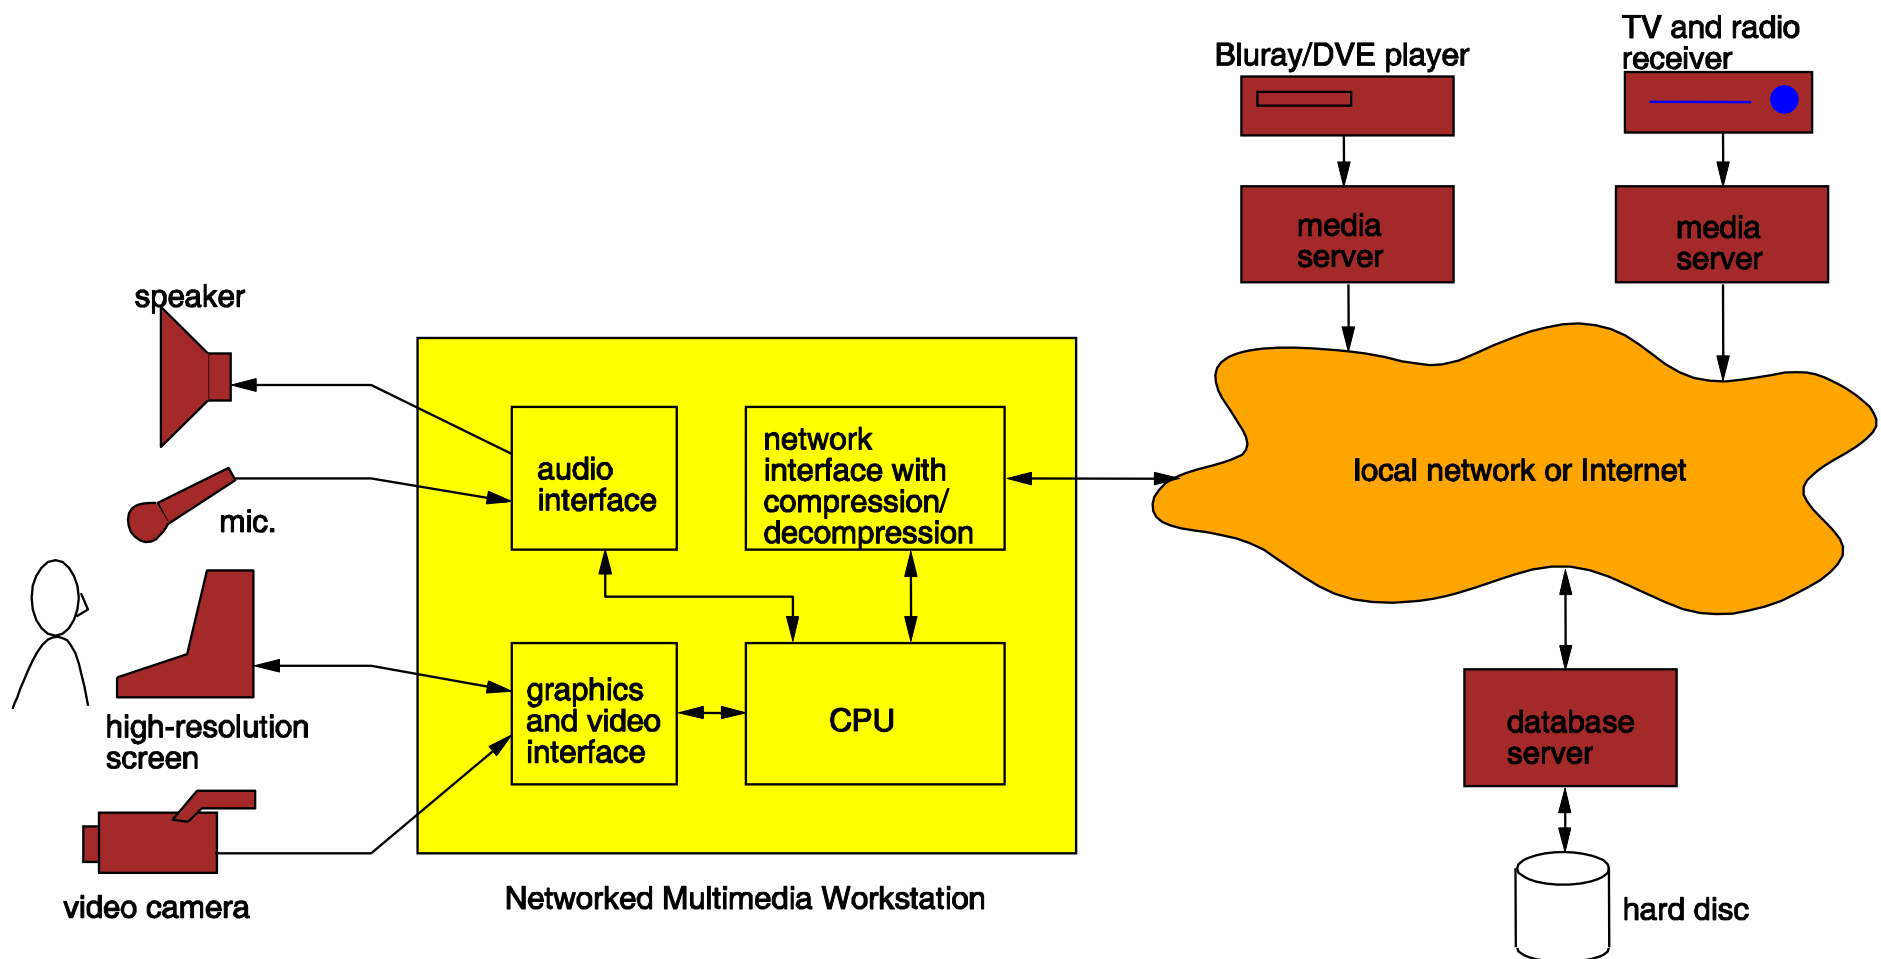 TV and radio
receiver
Bluray/DVE player
media
server
media
server
speaker
audio
interface
network
interface with
compression/
decompression
local network or Internet
mic.
graphics
and video
interface
CPU
high-resolution
screen
database
server
video camera
Networked Multimedia Workstation
hard disc